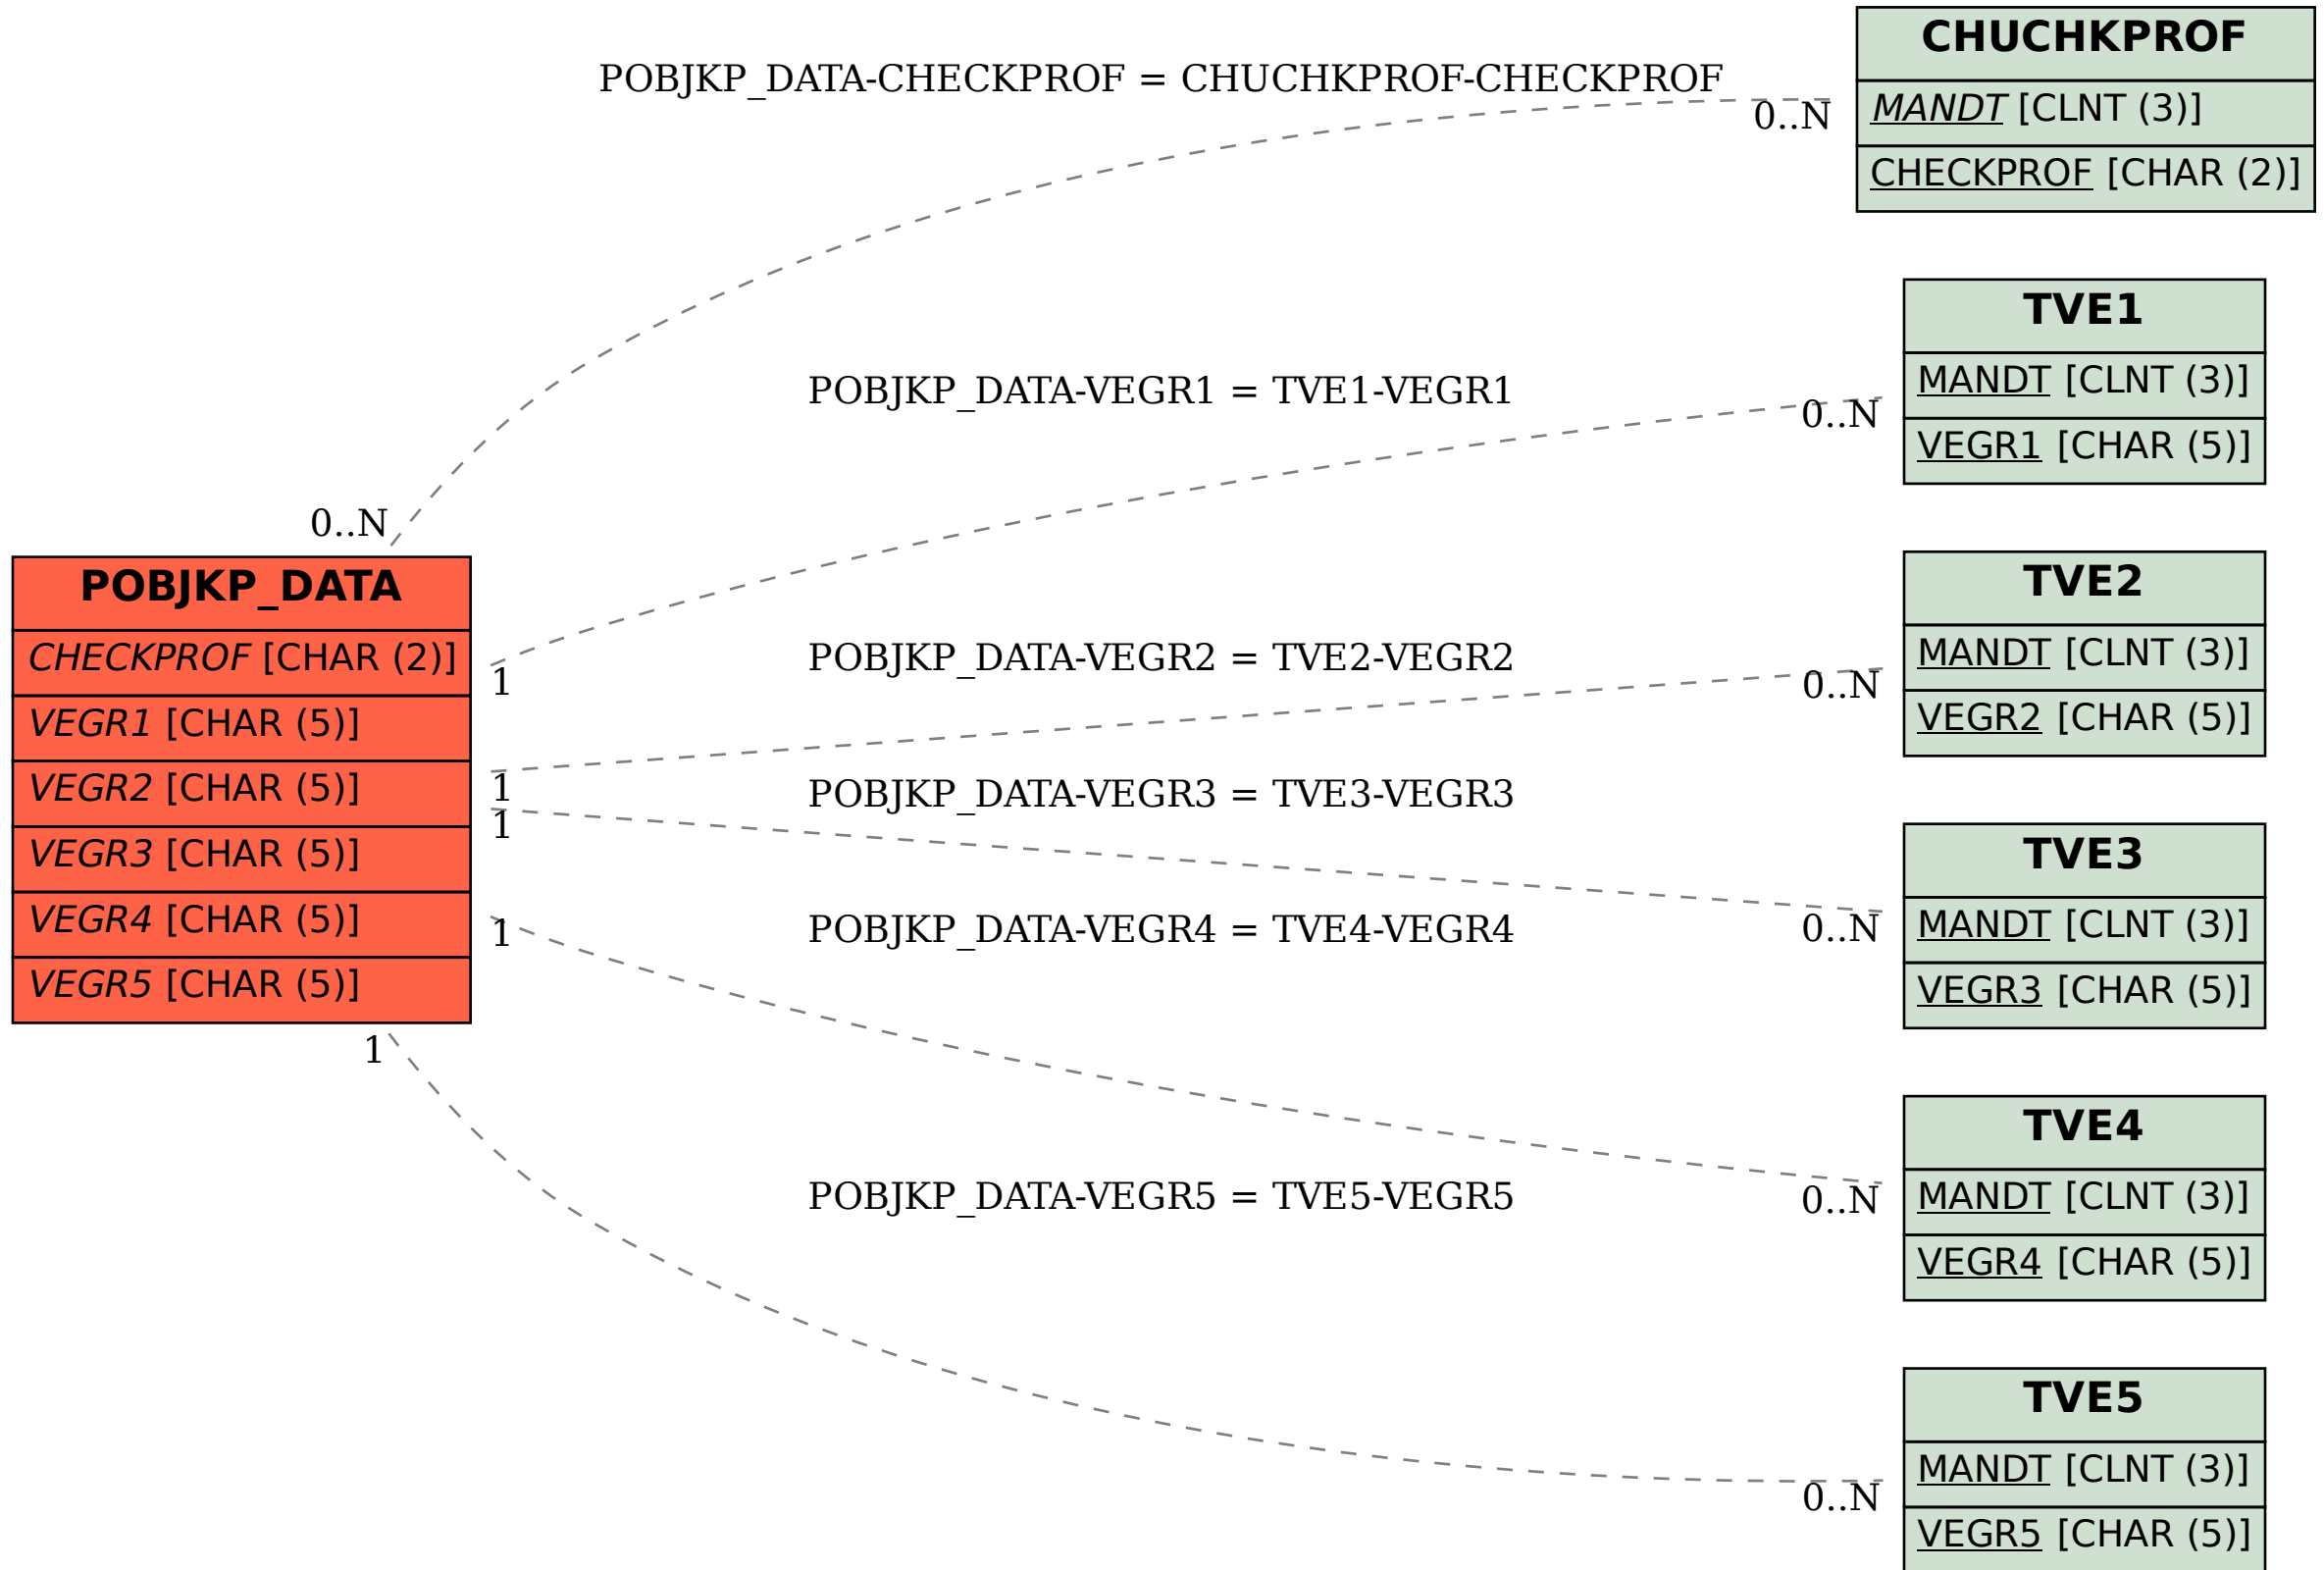 CHUCHKPROF
MANDT [CLNT (3)]
CHECKPROF [CHAR (2)]
POBJKP_DATA-CHECKPROF = CHUCHKPROF-CHECKPROF
0..N
0..N
TVE1
MANDT [CLNT (3)]
VEGR1 [CHAR (5)]
POBJKP_DATA-VEGR1 = TVE1-VEGR1
0..N
1
POBJKP_DATA
CHECKPROF [CHAR (2)]
VEGR1 [CHAR (5)]
VEGR2 [CHAR (5)]
VEGR3 [CHAR (5)]
VEGR4 [CHAR (5)]
VEGR5 [CHAR (5)]
TVE2
MANDT [CLNT (3)]
VEGR2 [CHAR (5)]
POBJKP_DATA-VEGR2 = TVE2-VEGR2
0..N
1
POBJKP_DATA-VEGR3 = TVE3-VEGR3
1
0..N
TVE3
MANDT [CLNT (3)]
VEGR3 [CHAR (5)]
POBJKP_DATA-VEGR4 = TVE4-VEGR4
1
0..N
TVE4
MANDT [CLNT (3)]
VEGR4 [CHAR (5)]
POBJKP_DATA-VEGR5 = TVE5-VEGR5
1
0..N
TVE5
MANDT [CLNT (3)]
VEGR5 [CHAR (5)]